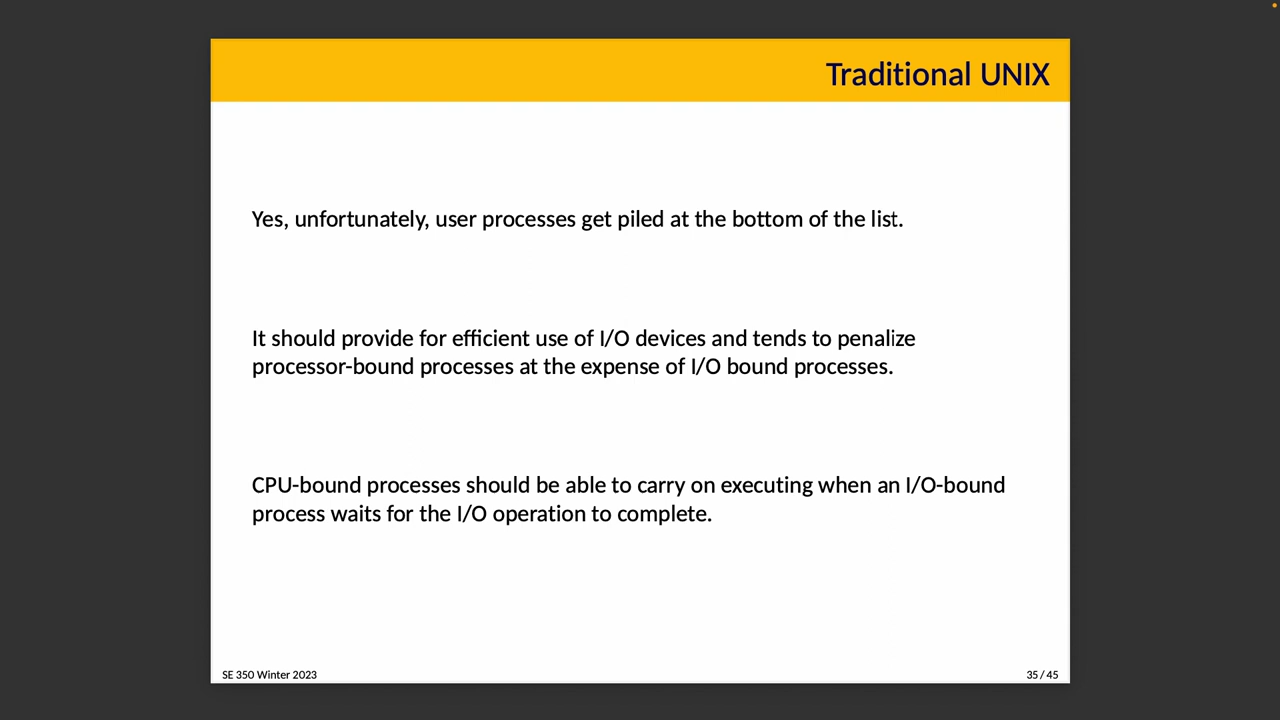 Traditional UNIX
Yes, unfortunately, user processes get piled at the bottom of the list.
It should provide for efficient use of I/O devices and tends to penalize
processor-bound processes at the expense of I/O bound processes.
CPU-bound processes should be able to carry on executing when an I/O-bound
process waits for the I/O operation to complete.
SE 350 Winter 2023
35 / 45